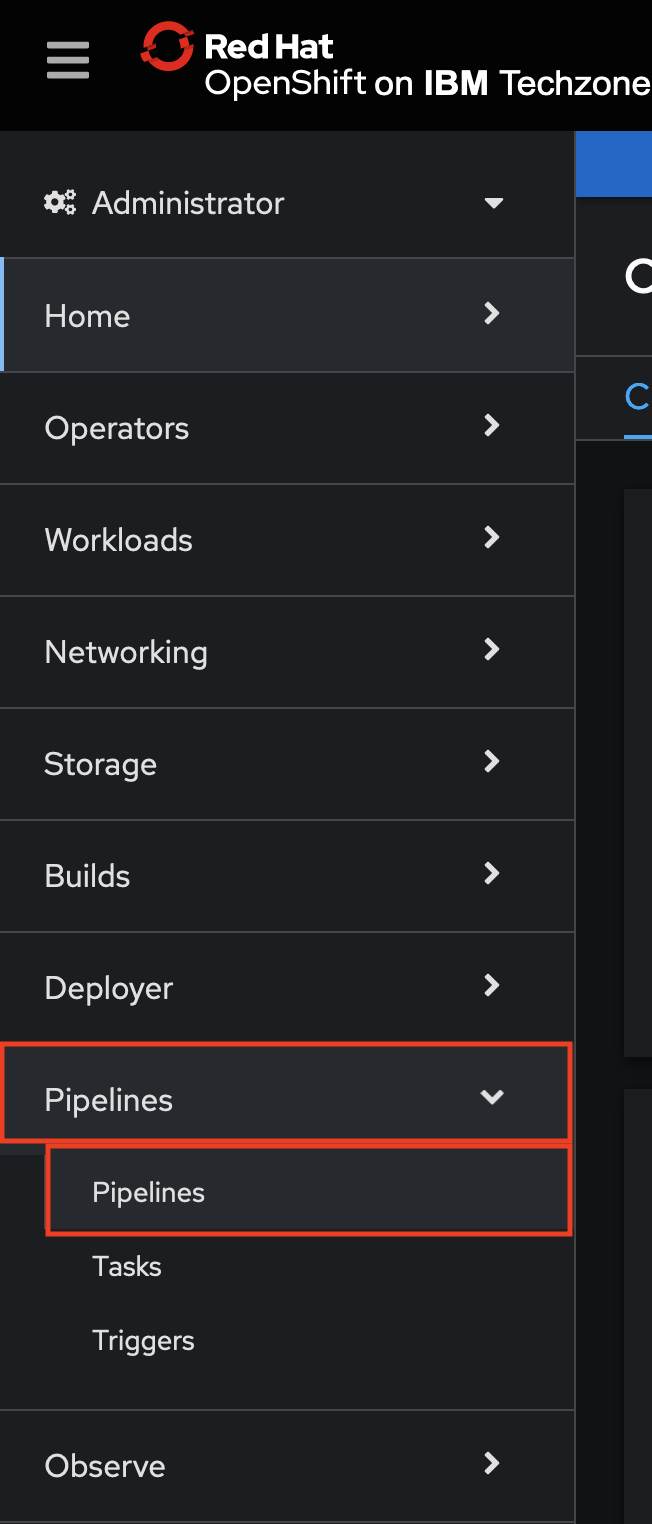 Red Hat
OpenShift on IBM Techzone
Administrator
Home
Operators
Workloads
Networking
Storage
Builds
Deployer
Pipelines
Pipelines
Tasks
Triggers
Observe